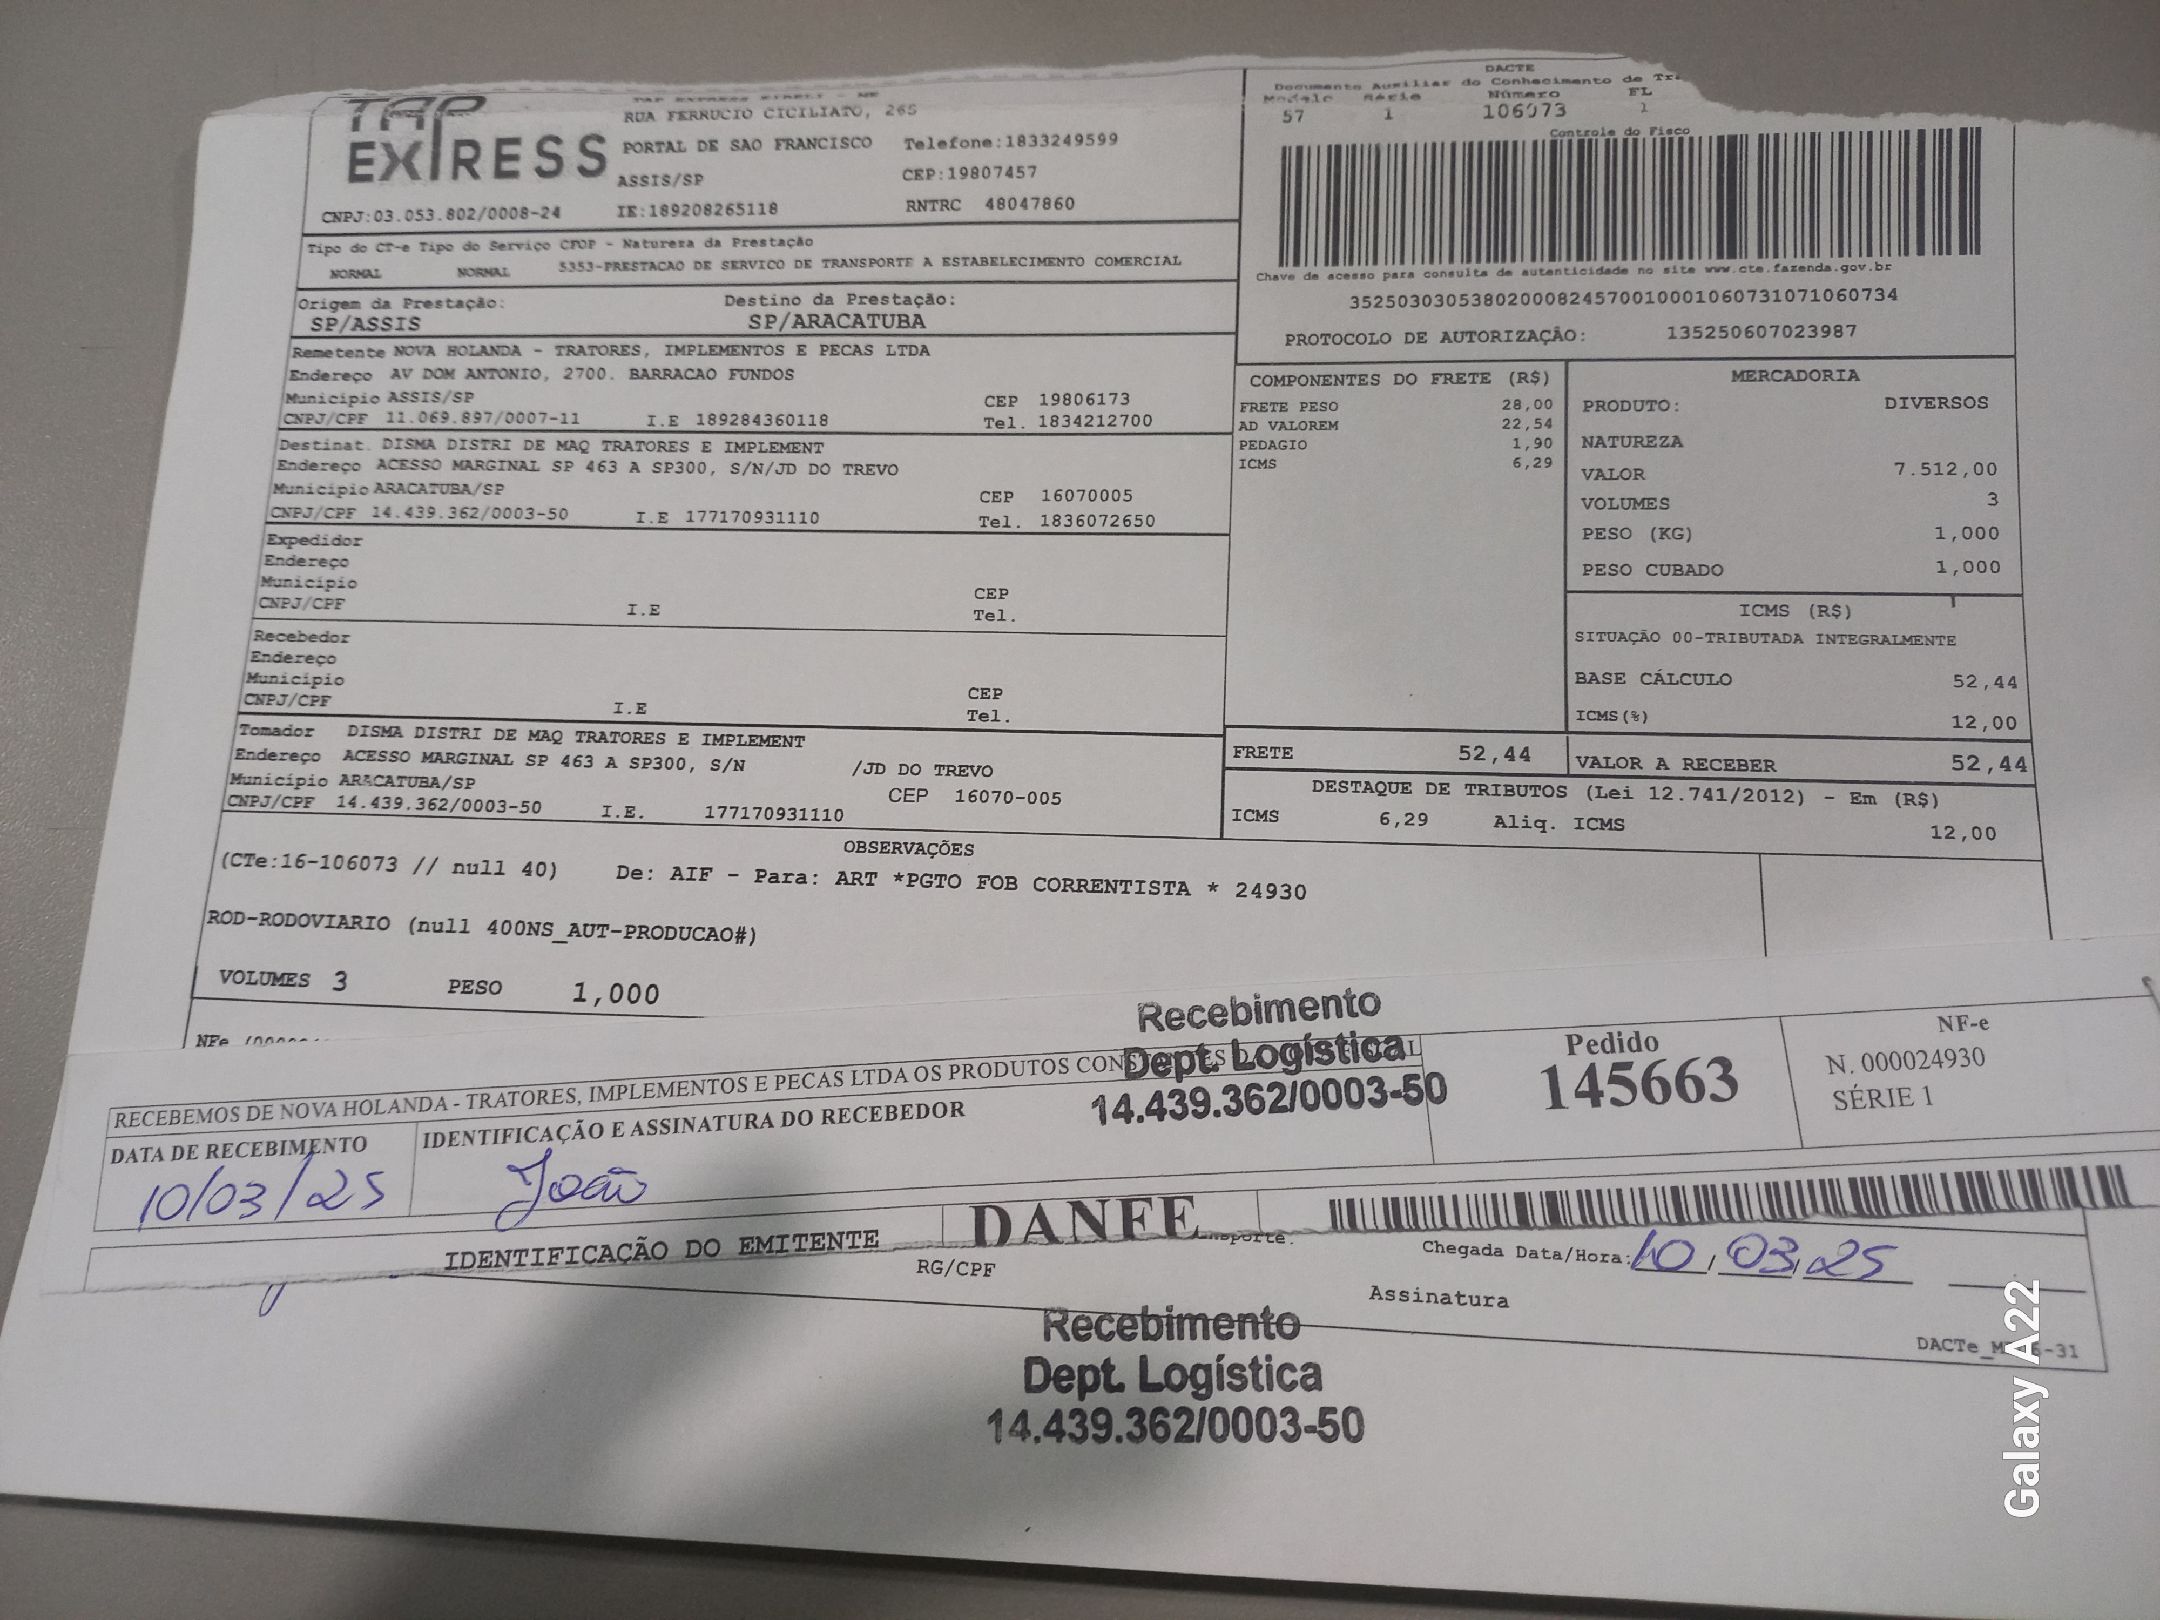 TAP
EXPRESS
TAP EXPRESS EIRELI - ME
RUA FERRUCIO CICILIATO, 265
PORTAL DE SAO FRANCISCO Telefone:1833249599
ASSIS/SP CEP:19807457
CNPJ:03.053.802/0008-24 IE:189208265118 RNTRC 48047860
DACTE
Documento Auxiliar do Conhecimento de
Modelo Série Número FL
57 1 106073 1
Controle do Fisco
Chave de acesso para consulta de autenticidade no site www.cte.fazenda.gov.br
35250303053802000824570010001060731071060734
PROTOCOLO DE AUTORIZAÇÃO: 135250607023987
Tipo do CT-e Tipo do Serviço CFOP - Natureza da Prestação
NORMAL NORMAL 5353-PRESTACAO DE SERVICO DE TRANSPORTE A ESTABELECIMENTO COMERCIAL
Origem da Prestação: Destino da Prestação:
SP/ASSIS SP/ARACATUBA
Remetente NOVA HOLANDA - TRATORES, IMPLEMENTOS E PECAS LTDA
Endereço AV DOM ANTONIO, 2700. BARRACAO FUNDOS
Município ASSIS/SP CEP 19806173
CNPJ/CPF 11.069.897/0007-11 I.E 189284360118 Tel. 1834212700
Destinat. DISMA DISTRI DE MAQ TRATORES E IMPLEMENT
Endereço ACESSO MARGINAL SP 463 A SP300, S/N/JD DO TREVO
Município ARACATUBA/SP CEP 16070005
CNPJ/CPF 14.439.362/0003-50 I.E 177170931110 Tel. 1836072650
Expedidor
Endereço
Município CEP
CNPJ/CPF I.E Tel.
Recebedor
Endereço
Município CEP
CNPJ/CPF I.E Tel.
Tomador DISMA DISTRI DE MAQ TRATORES E IMPLEMENT
Endereço ACESSO MARGINAL SP 463 A SP300, S/N /JD DO TREVO
Município ARACATUBA/SP CEP 16070-005
CNPJ/CPF 14.439.362/0003-50 I.E. 177170931110
COMPONENTES DO FRETE (R$)
FRETE PESO 28,00
AD VALOREM 22,54
PEDAGIO 1,90
ICMS 6,29
MERCADORIA
PRODUTO: DIVERSOS
NATUREZA
VALOR 7.512,00
VOLUMES 3
PESO (KG) 1,000
PESO CUBADO 1,000
ICMS (R$)
SITUAÇÃO 00-TRIBUTADA INTEGRALMENTE
BASE CÁLCULO 52,44
ICMS(%) 12,00
FRETE 52,44 VALOR A RECEBER 52,44
DESTAQUE DE TRIBUTOS (Lei 12.741/2012) - Em (R$)
ICMS 6,29 Aliq. ICMS 12,00
OBSERVAÇÕES
(CTe:16-106073 // null 40) De: AIF - Para: ART *PGTO FOB CORRENTISTA * 24930
ROD-RODOVIARIO (null 400NS_AUT-PRODUCAO#)
VOLUMES 3 PESO 1,000
NFe
Recebimento
Dept. Logística
14.439.362/0003-50
RECEBEMOS DE NOVA HOLANDA - TRATORES, IMPLEMENTOS E PECAS LTDA OS PRODUTOS
DATA DE RECEBIMENTO IDENTIFICAÇÃO E ASSINATURA DO RECEBEDOR
10/03/25 João
Pedido
145663
NF-e
N. 000024930
SÉRIE 1
IDENTIFICAÇÃO DO EMITENTE DANFE
RG/CPF
Chegada Data/Hora: 10/03/25
Assinatura
Recebimento
Dept. Logística
14.439.362/0003-50
Galaxy A22